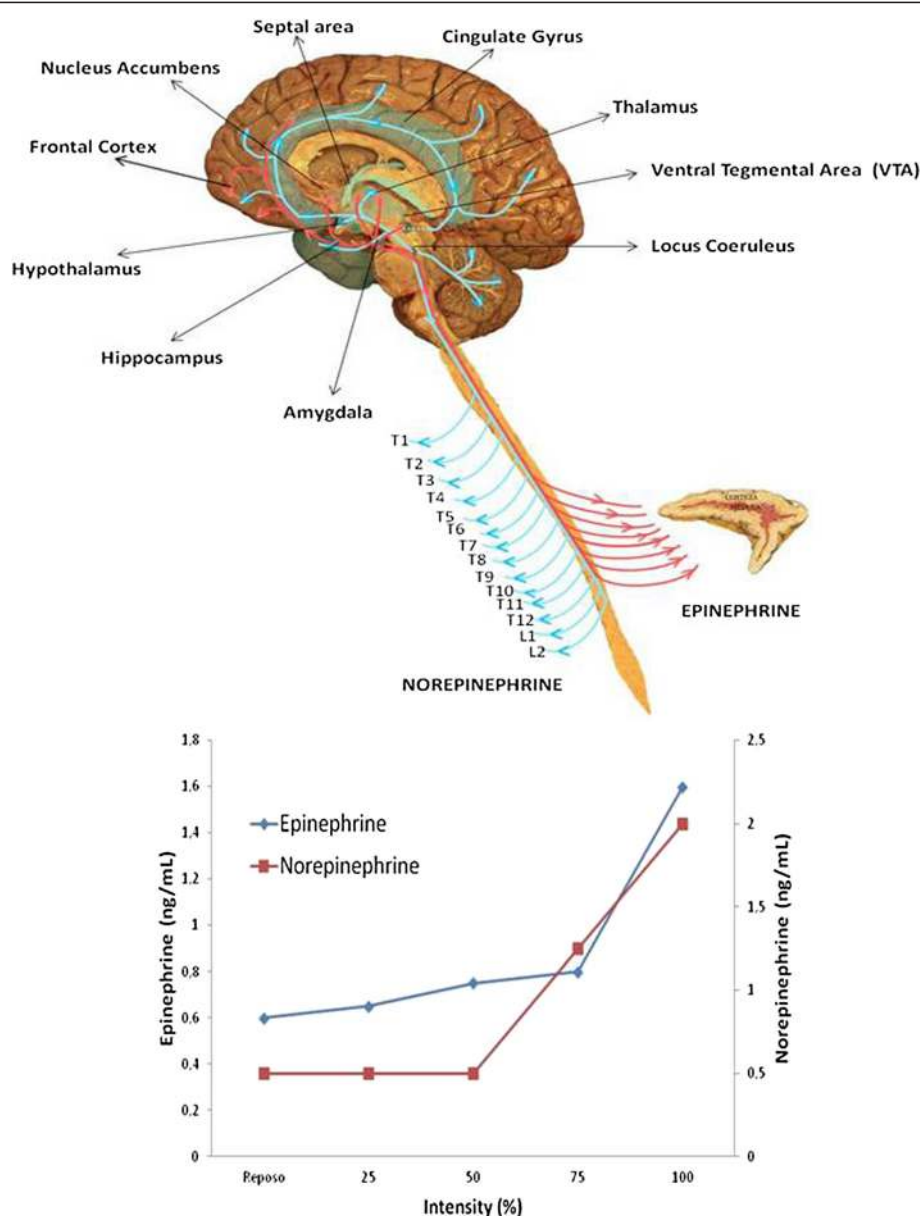 Septal area
Cingulate Gyrus
Nucleus Accumbens
Thalamus
Frontal Cortex
Ventral Tegmental Area (VTA)
Locus Coeruleus
Hypothalamus
Hippocampus
Amygdala
T1
T2
T3
T4
T5
T6
T7
T8
T9
T10
T11
T12
L1
L2
EPINEPHRINE
NOREPINEPHRINE
1.8
1.6
1.4
1.2
1
0.8
0.6
0.4
0.2
0
Epinephrine (ng/mL)
Epinephrine
Norepinephrine
2.5
2
1.5
1
0.5
0
Norepinephrine (ng/mL)
Reposo 25 50 75 100
Intensity (%)